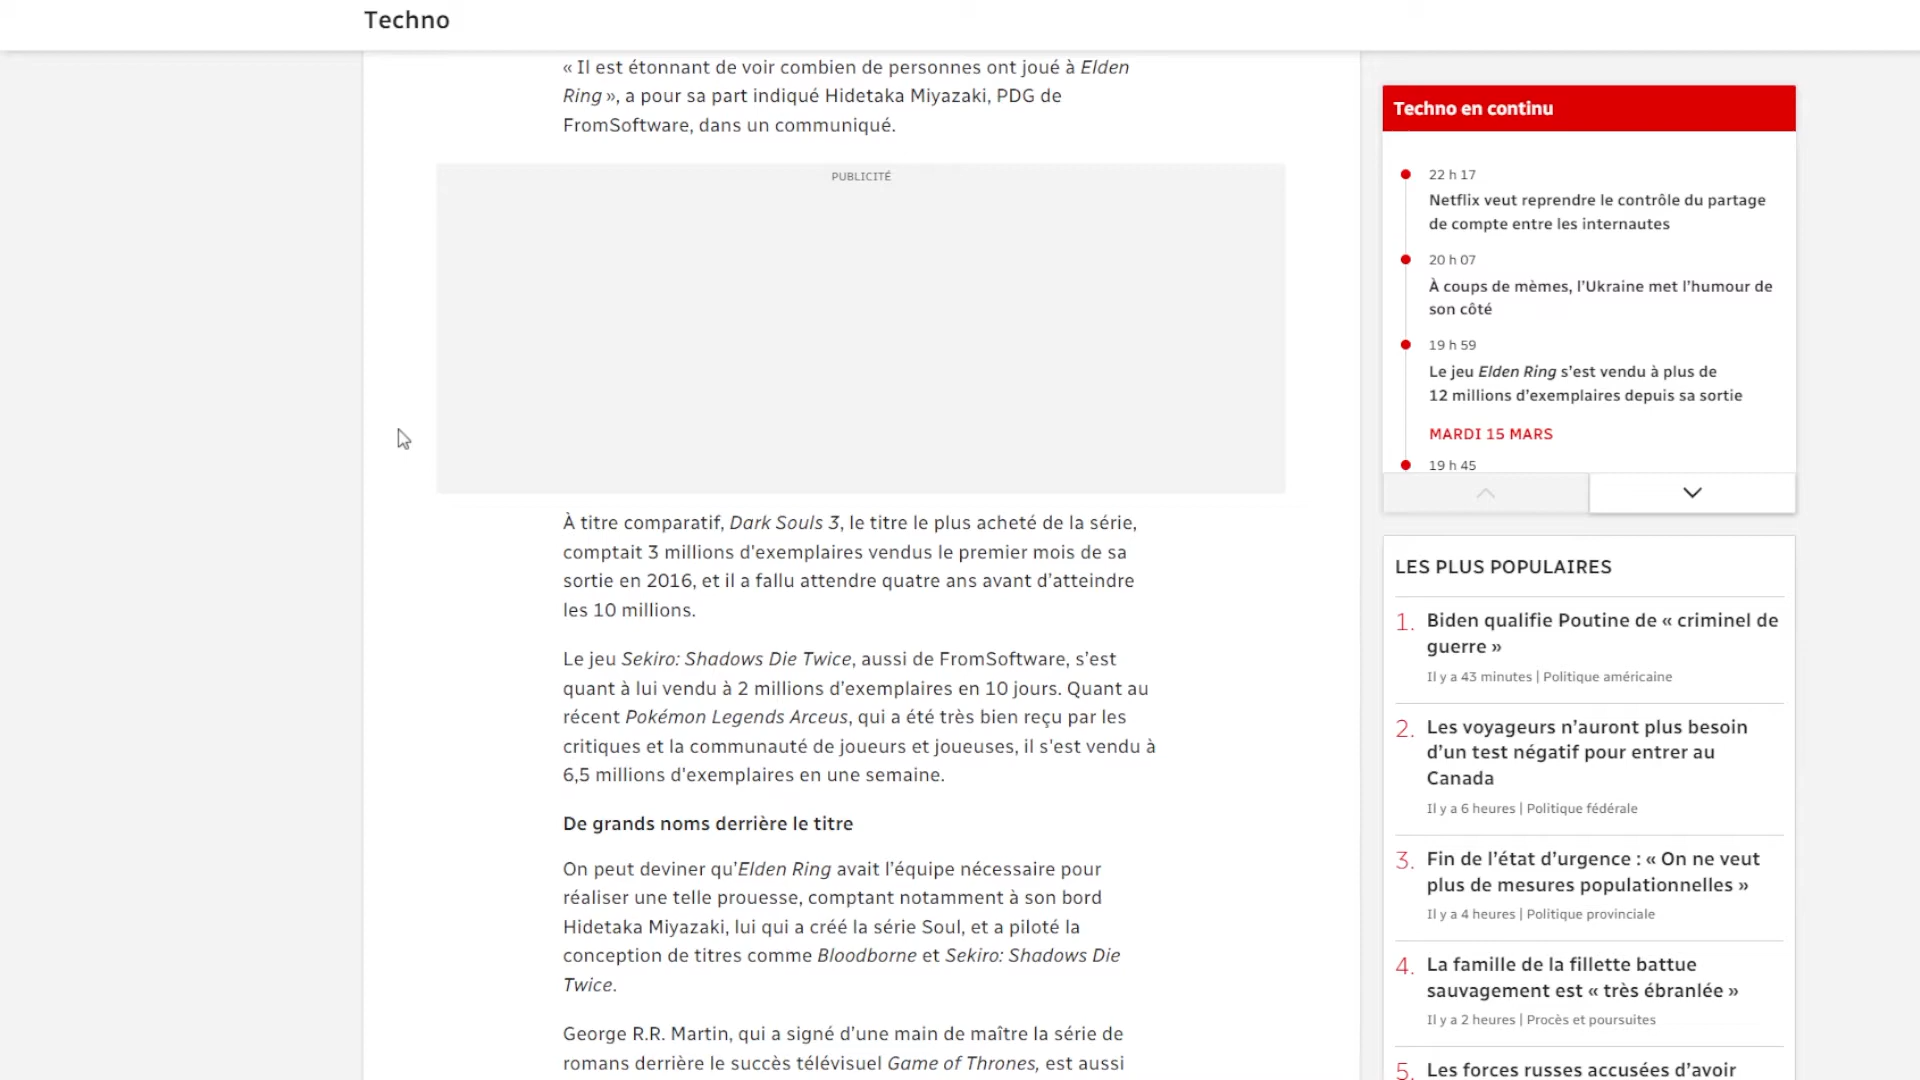 Techno
« Il est étonnant de voir combien de personnes ont joué à Elden
Ring », a pour sa part indiqué Hidetaka Miyazaki, PDG de
FromSoftware, dans un communiqué.
PUBLICITÉ
À titre comparatif, Dark Souls 3, le titre le plus acheté de la série,
comptait 3 millions d'exemplaires vendus le premier mois de sa
sortie en 2016, et il a fallu attendre quatre ans avant d’atteindre
les 10 millions.
Le jeu Sekiro: Shadows Die Twice, aussi de FromSoftware, s’est
quant à lui vendu à 2 millions d’exemplaires en 10 jours. Quant au
récent Pokémon Legends Arceus, qui a été très bien reçu par les
critiques et la communauté de joueurs et joueuses, il s'est vendu à
6,5 millions d'exemplaires en une semaine.
De grands noms derrière le titre
On peut deviner qu’Elden Ring avait l’équipe nécessaire pour
réaliser une telle prouesse, comptant notamment à son bord
Hidetaka Miyazaki, lui qui a créé la série Soul, et a piloté la
conception de titres comme Bloodborne et Sekiro: Shadows Die
Twice.
George R.R. Martin, qui a signé d’une main de maître la série de
romans derrière le succès télévisuel Game of Thrones, est aussi
Techno en continu
22 h 17
Netflix veut reprendre le contrôle du partage
de compte entre les internautes
20 h 07
À coups de mèmes, l’Ukraine met l’humour de
son côté
19 h 59
Le jeu Elden Ring s’est vendu à plus de
12 millions d’exemplaires depuis sa sortie
MARDI 15 MARS
19 h 45
LES PLUS POPULAIRES
1. Biden qualifie Poutine de « criminel de
guerre »
Il y a 43 minutes | Politique américaine
2. Les voyageurs n’auront plus besoin
d’un test négatif pour entrer au
Canada
Il y a 6 heures | Politique fédérale
3. Fin de l’état d’urgence : « On ne veut
plus de mesures populationnelles »
Il y a 4 heures | Politique provinciale
4. La famille de la fillette battue
sauvagement est « très ébranlée »
Il y a 2 heures | Procès et poursuites
5. Les forces russes accusées d’avoir